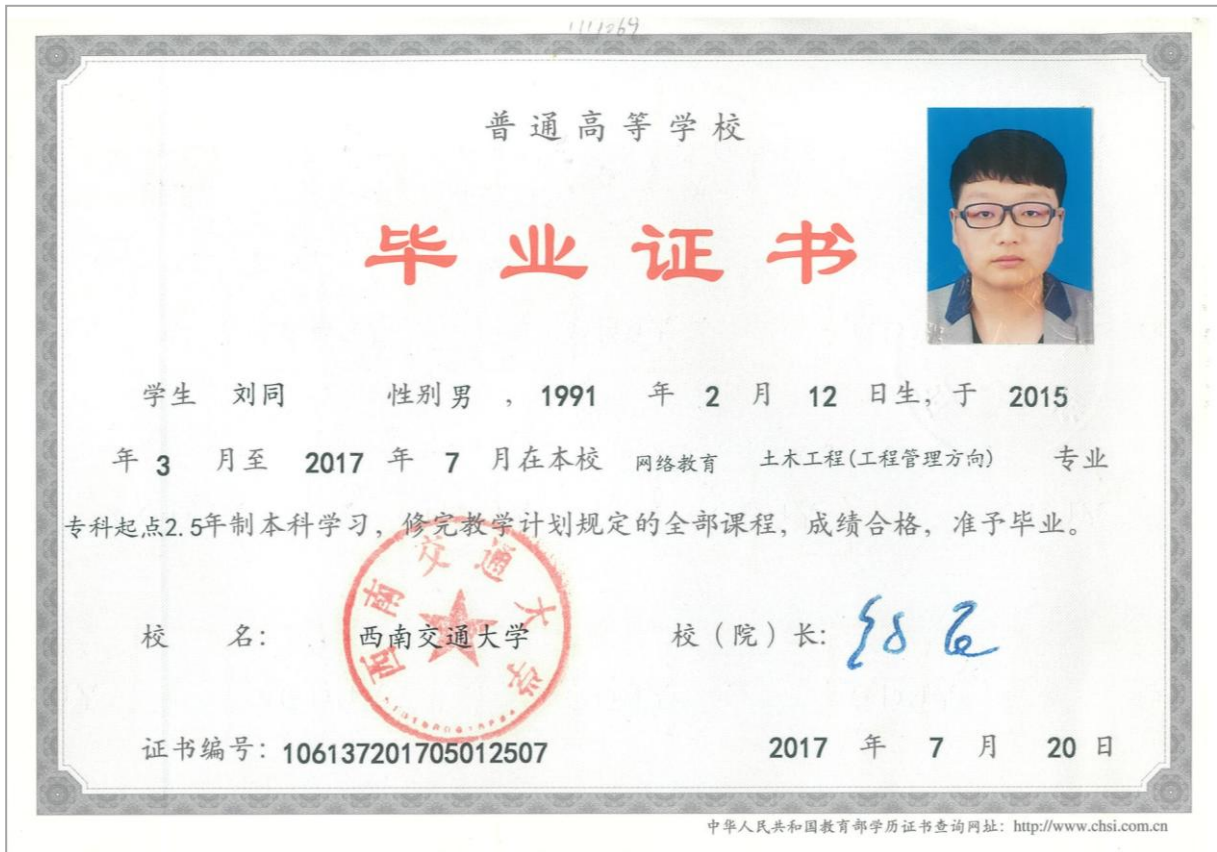 1111269
普通高等学校
毕业证书
学生 刘同 性别 男 , 1991 年 2 月 12 日生, 于 2015
年 3 月至 2017 年 7 月在本校 网络教育 土木工程(工程管理方向) 专业
专科起点2.5年制本科学习, 修完教学计划规定的全部课程, 成绩合格, 准予毕业。
西南交通大学
校 名: 西南交通大学 校(院)长:
证书编号: 106137201705012507 2017 年 7 月 20 日
中华人民共和国教育部学历证书查询网址: http://www.chsi.com.cn